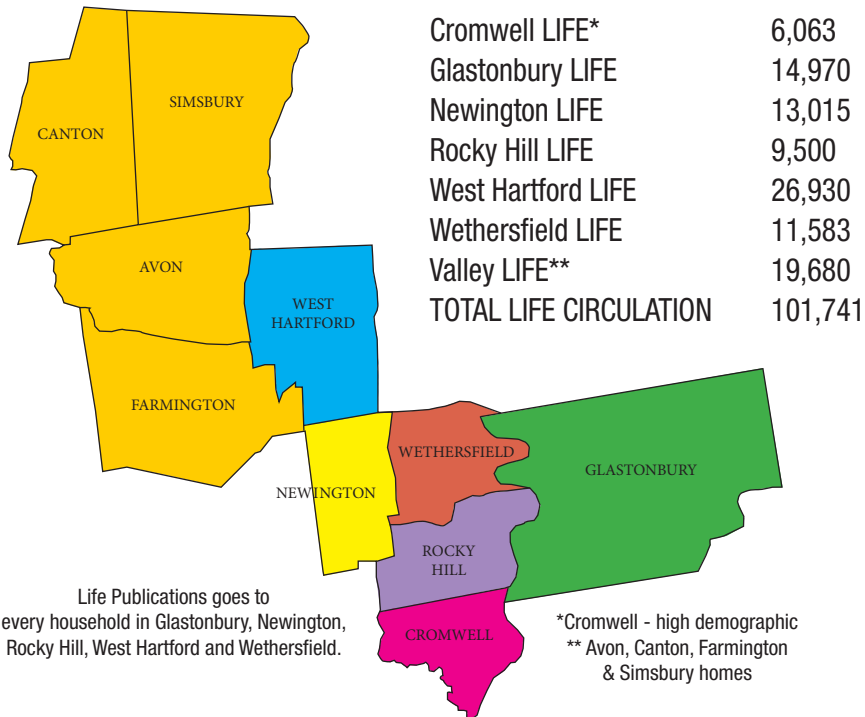 Cromwell LIFE* 6,063
Glastonbury LIFE 14,970
Newington LIFE 13,015
Rocky Hill LIFE 9,500
West Hartford LIFE 26,930
Wethersfield LIFE 11,583
Valley LIFE** 19,680
TOTAL LIFE CIRCULATION 101,741
SIMSBURY
CANTON
AVON
WEST
HARTFORD
FARMINGTON
WETHERSFIELD
GLASTONBURY
NEWINGTON
ROCKY
HILL
CROMWELL
Life Publications goes to
every household in Glastonbury, Newington,
Rocky Hill, West Hartford and Wethersfield.
*Cromwell - high demographic
** Avon, Canton, Farmington
& Simsbury homes